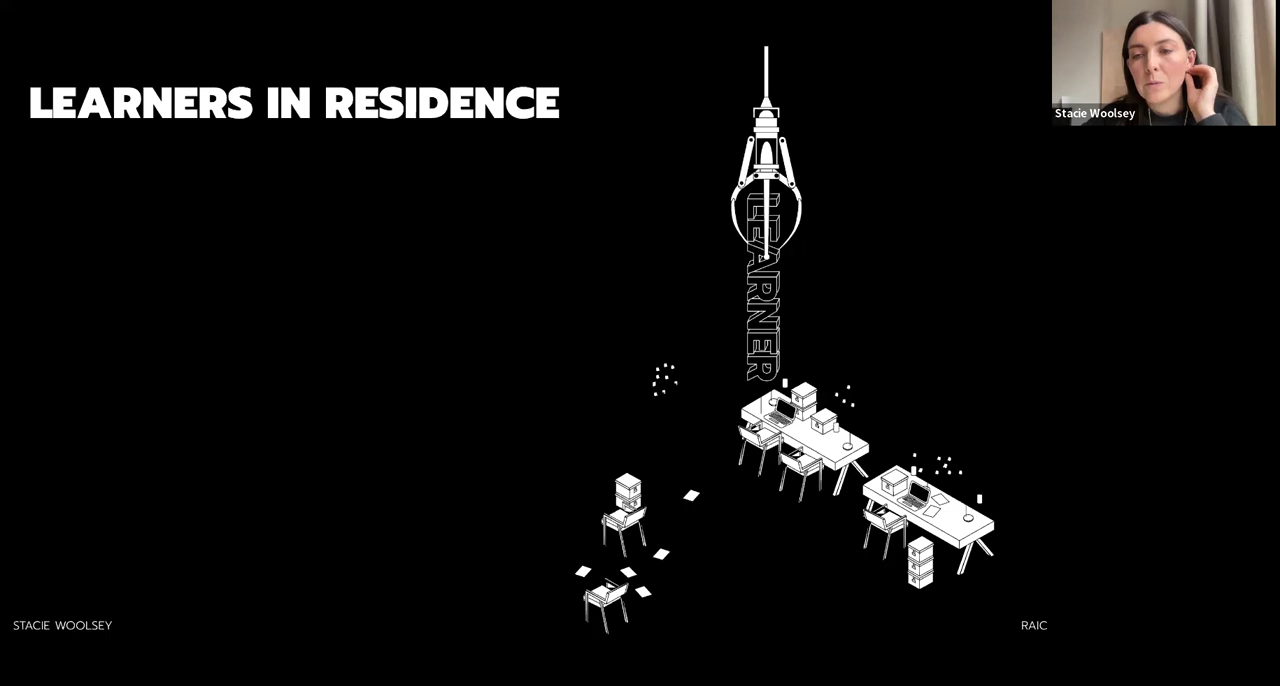 LEARNERS IN RESIDENCE
Stacie Woolsey
LEARNER
STACIE WOOLSEY
RAIC